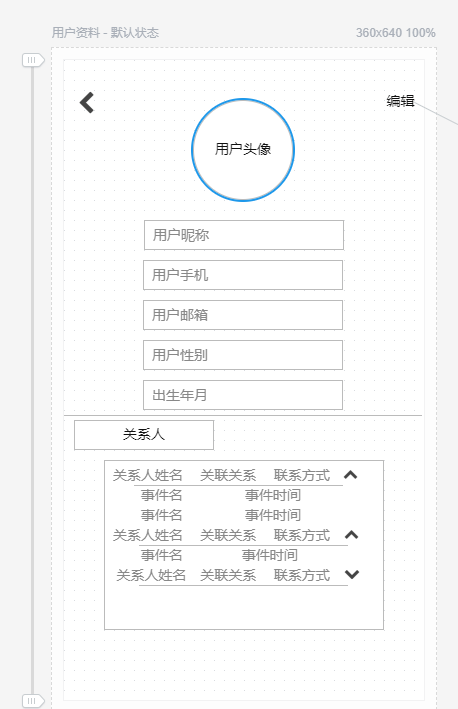 用户资料 - 默认状态 360x640 100%
编辑
用户头像
用户昵称
用户手机
用户邮箱
用户性别
出生年月
关系人
关系人姓名 关联关系 联系方式
事件名 事件时间
事件名 事件时间
关系人姓名 关联关系 联系方式
事件名 事件时间
关系人姓名 关联关系 联系方式